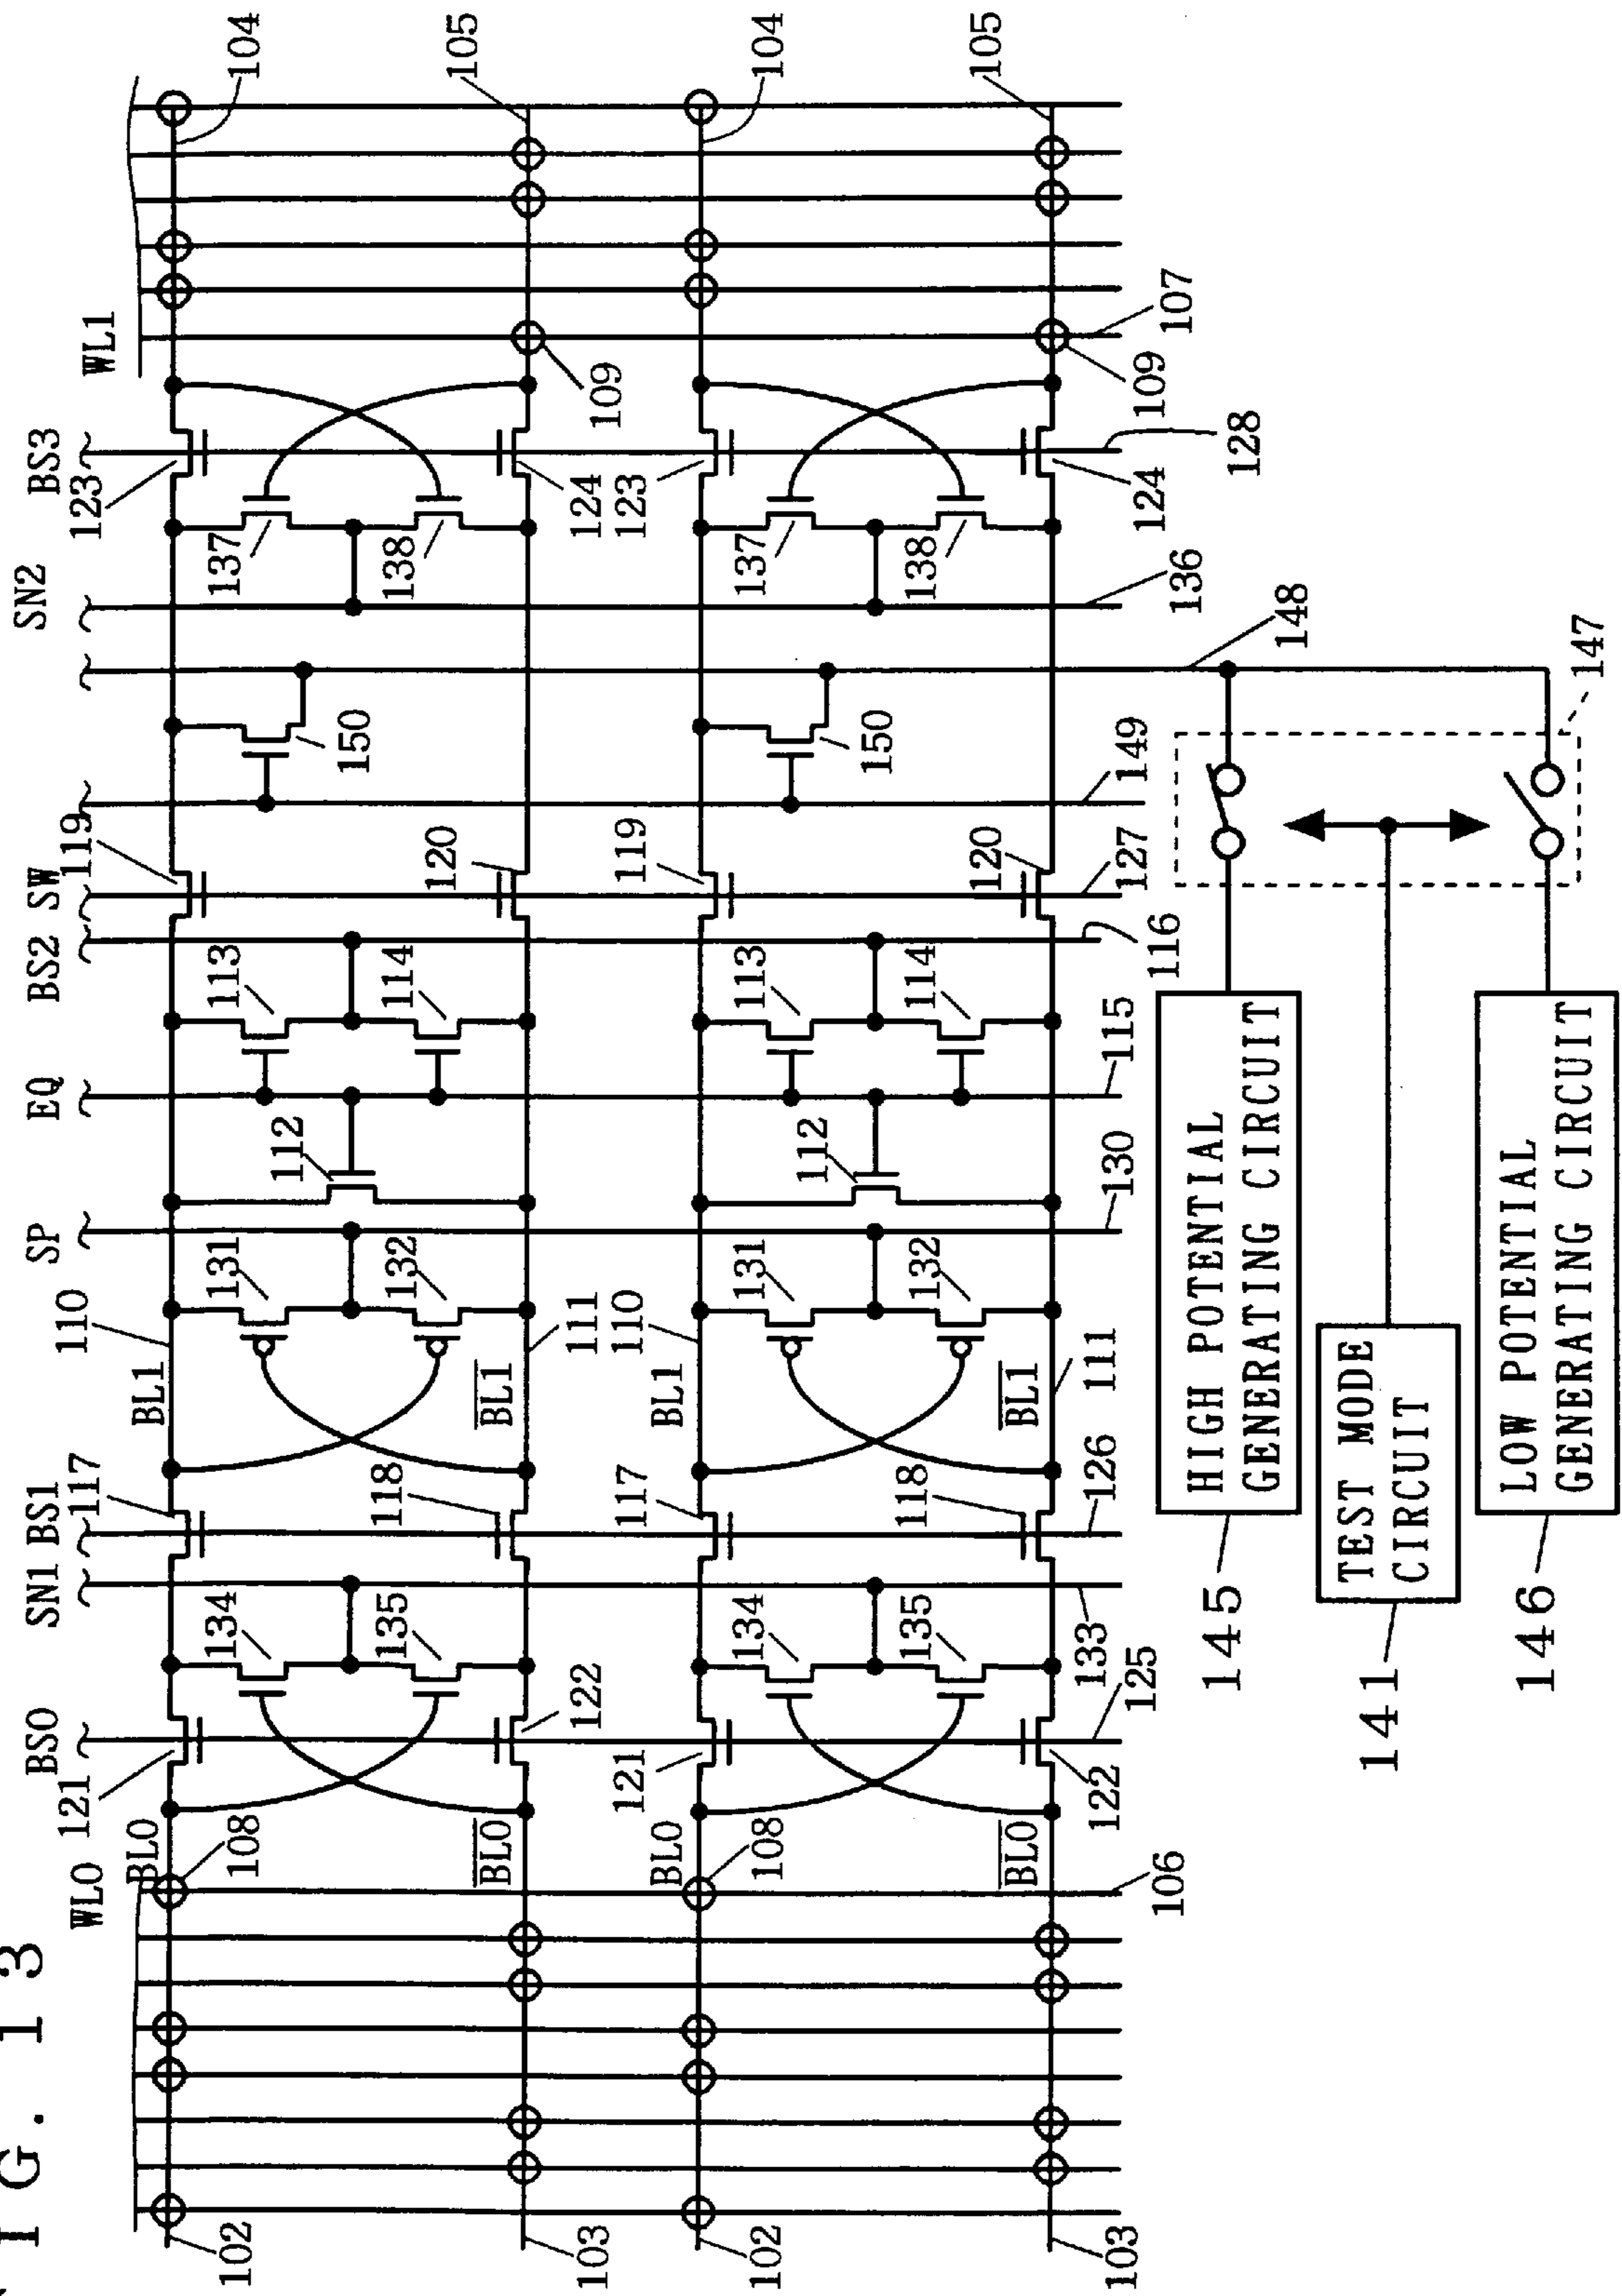 FIG. 13
BS0 SN1 BS1 SP EQ BS2 SW SN2 BS3
WL0 121 117 110 119 123 WL1
BL0 BL1
102 108 134 131 113 137 104
112
150
118 135 132 114 138
120 105
B̅L̅0̅ B̅L̅1̅
103 122 111 124 109
110 123
121 117 119
BL0 BL1
102 108 134 131 113 137 104
112
150
135 132 114 138
118 120 105
B̅L̅0̅ B̅L̅1̅
103 122 111 124 109
133 126 130 115 127 149 136 107
106 125 116 148 128
145
HIGH POTENTIAL
GENERATING CIRCUIT
141
TEST MODE
CIRCUIT
146
LOW POTENTIAL
GENERATING CIRCUIT
147